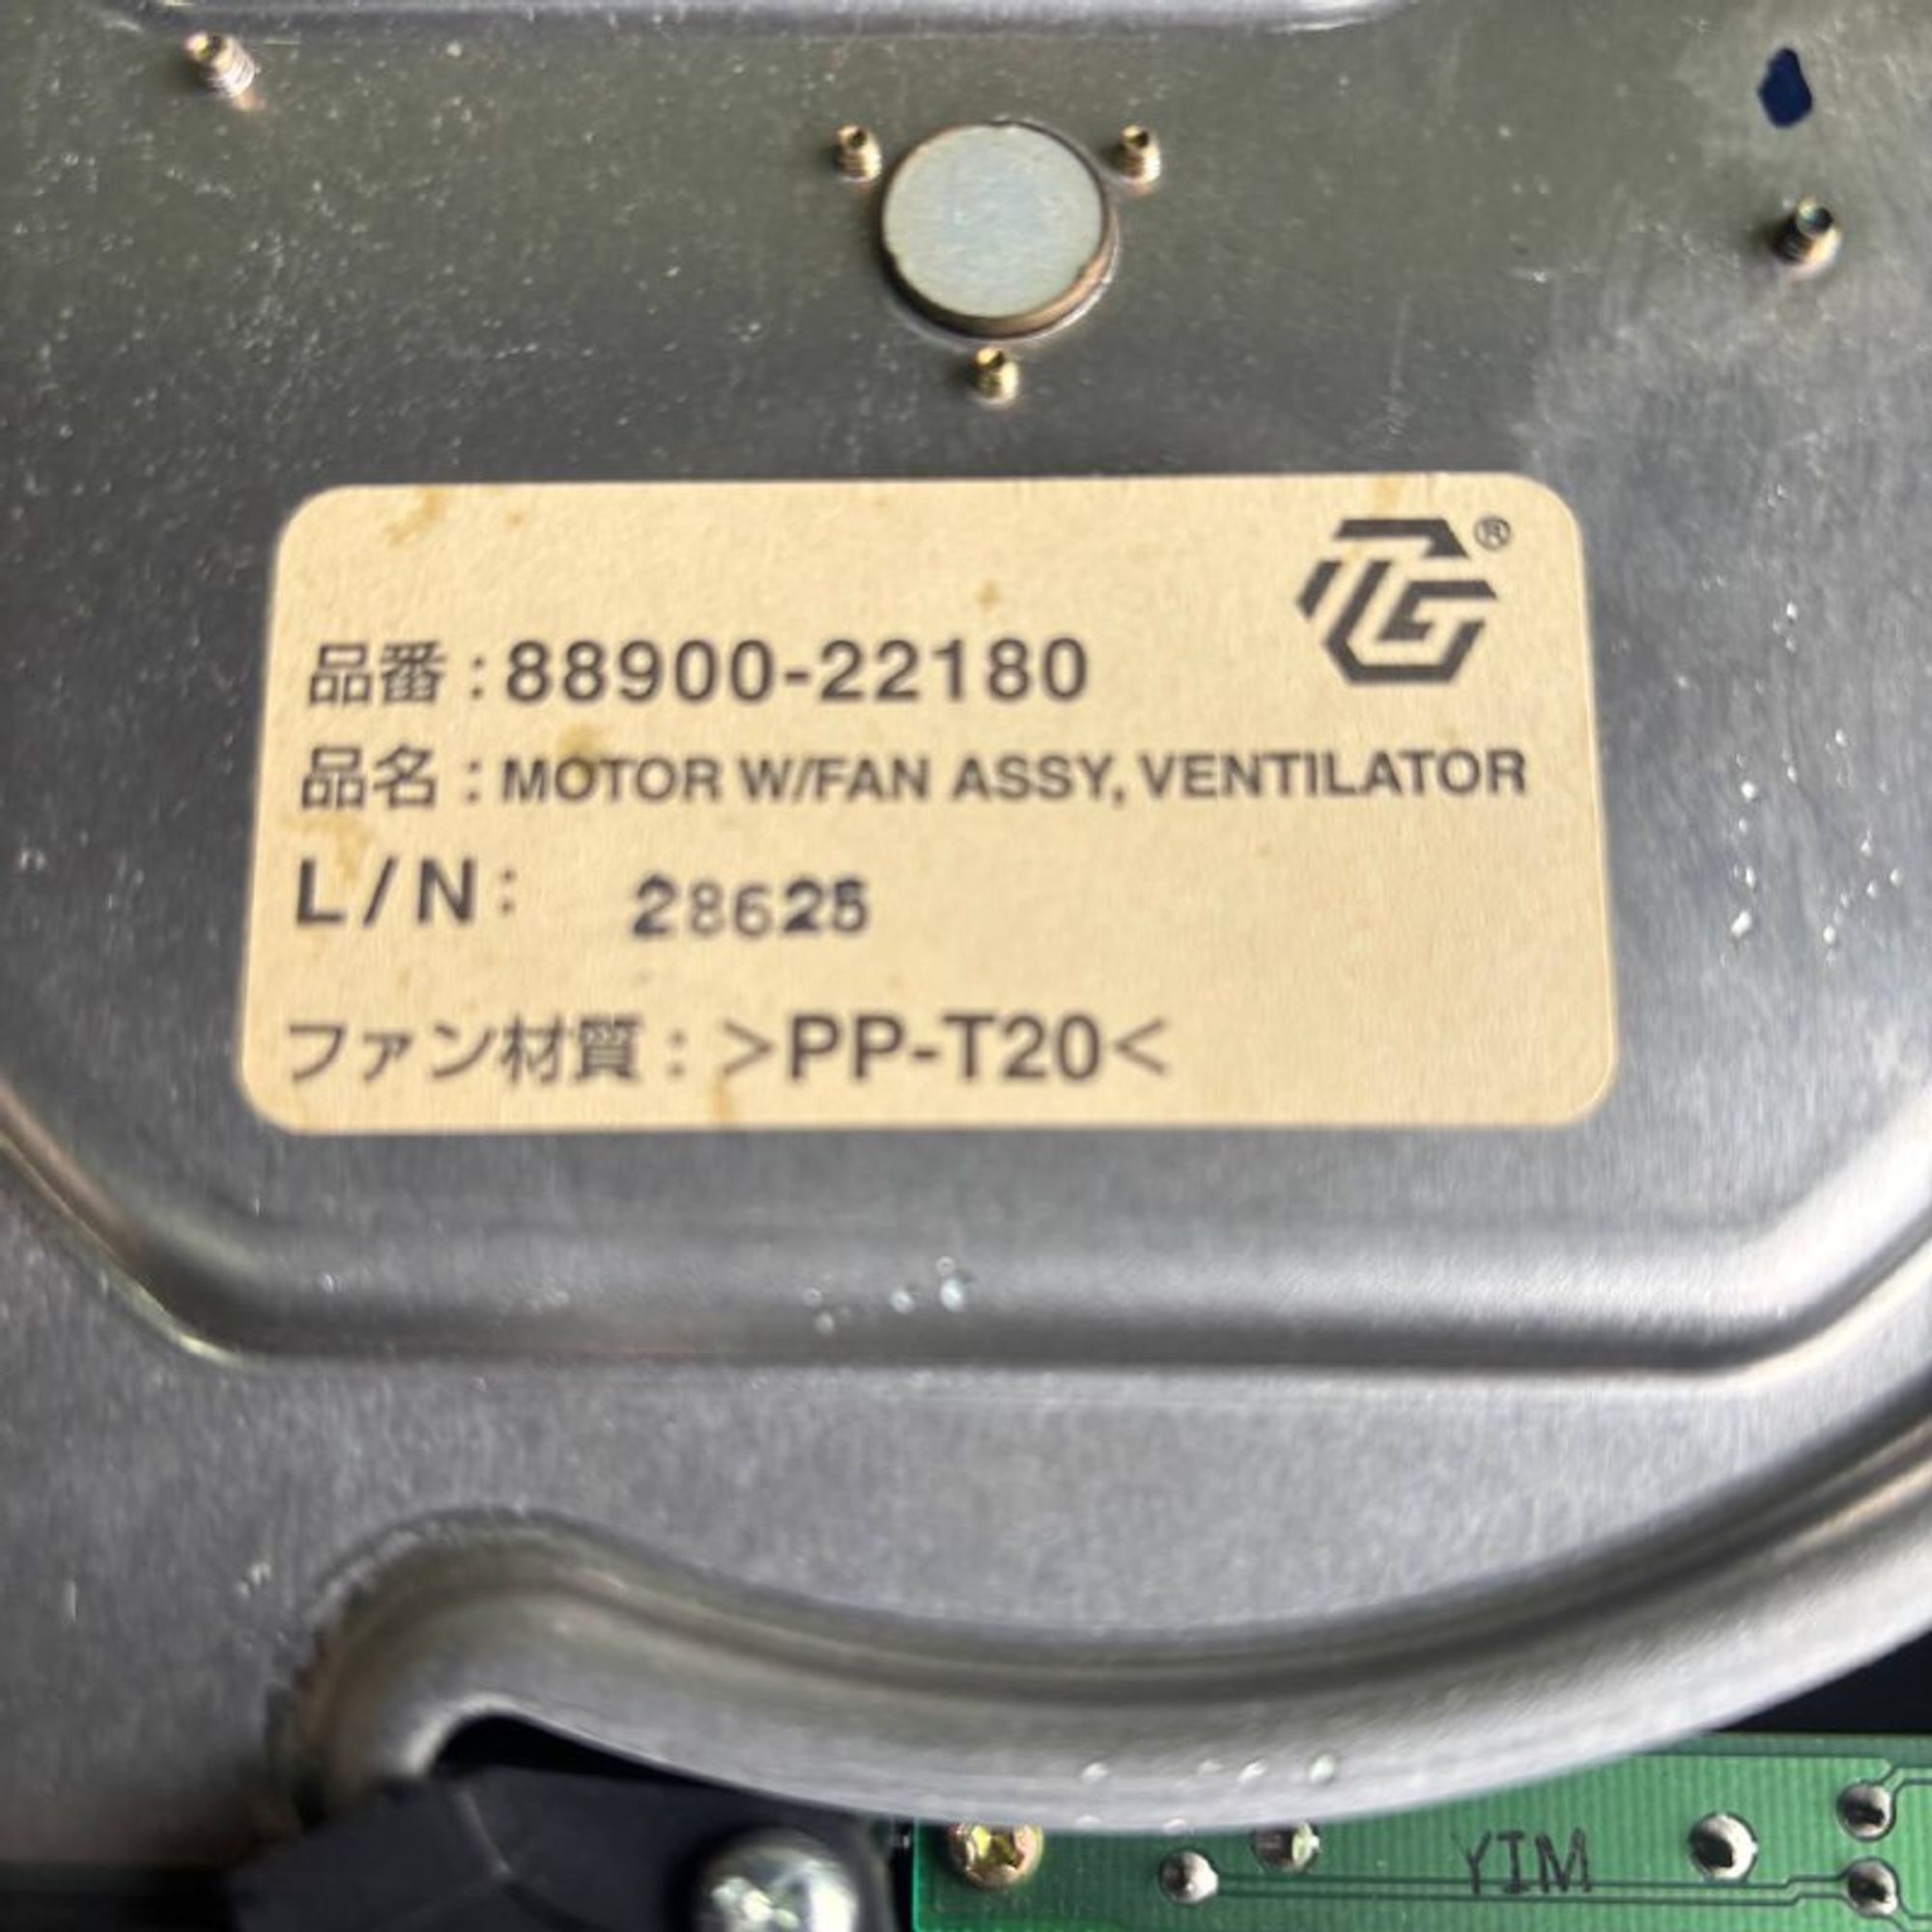 TG®
品番:88900-22180
品名:MOTOR W/FAN ASSY, VENTILATOR
L/N: 28625
ファン材質:>PP-T20<
YIM